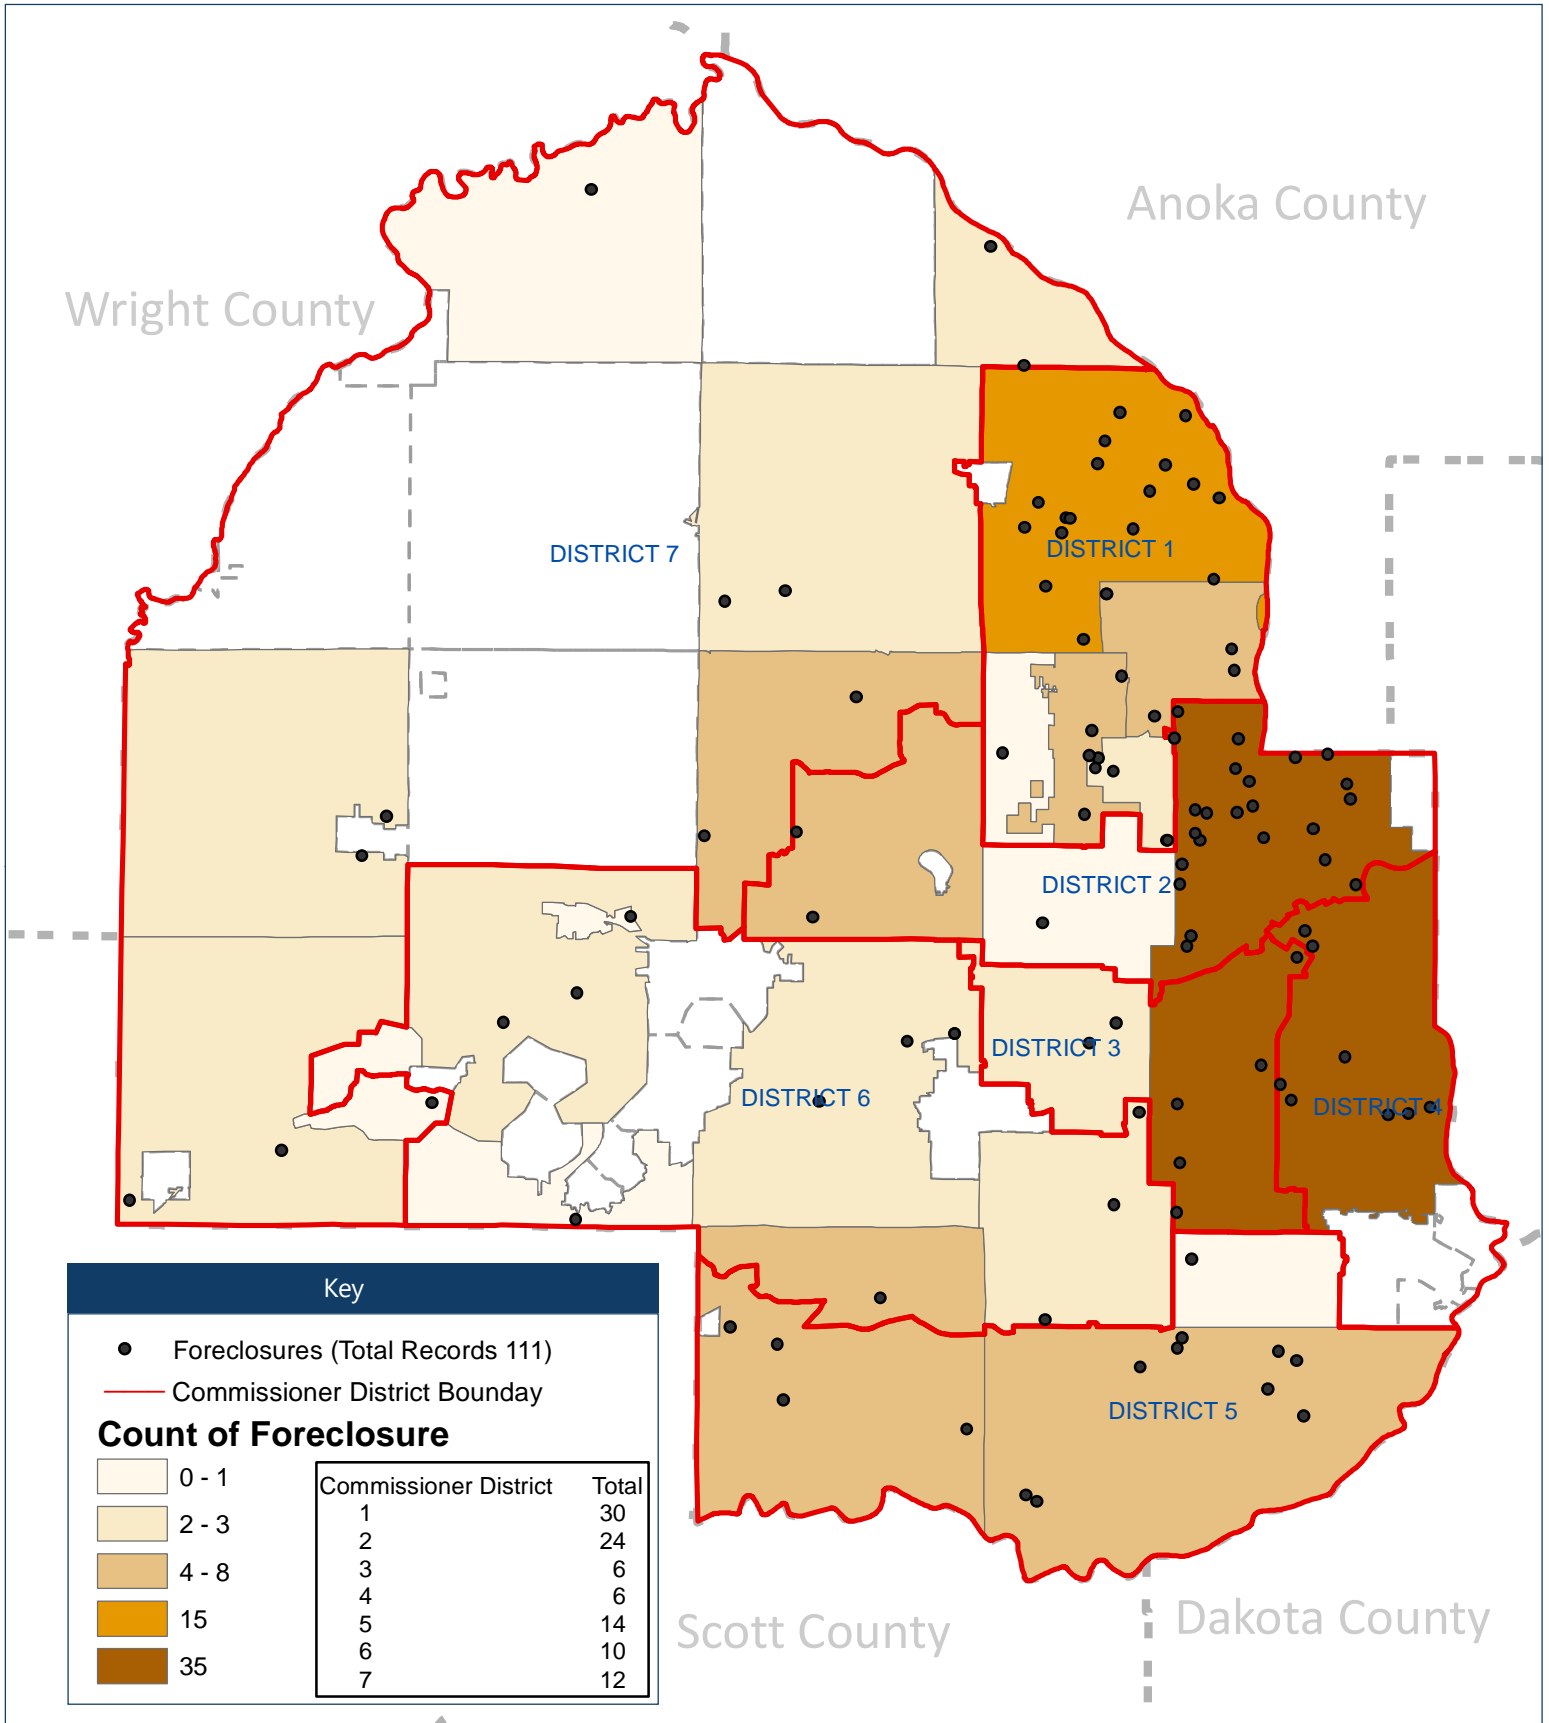 Anoka County
Wright County
DISTRICT 7
DISTRICT 1
DISTRICT 2
DISTRICT 3
DISTRICT 6
DISTRICT 4
DISTRICT 5
Scott County
Dakota County
Key
Foreclosures (Total Records 111)
Commissioner District Bounday
Count of Foreclosure
0 - 1
2 - 3
4 - 8
15
35
Commissioner District Total
1 30
2 24
3 6
4 6
5 14
6 10
7 12